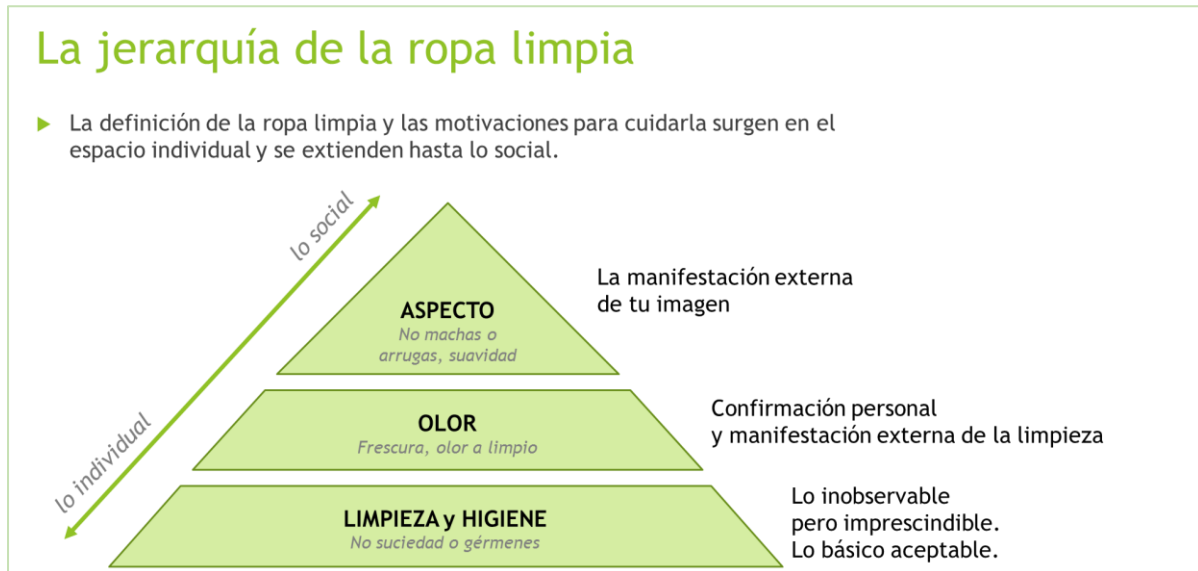 La jerarquía de la ropa limpia
La definición de la ropa limpia y las motivaciones para cuidarla surgen en el
espacio individual y se extienden hasta lo social.
lo social
lo individual
ASPECTO
No machas o
arrugas, suavidad
La manifestación externa
de tu imagen
OLOR
Frescura, olor a limpio
Confirmación personal
y manifestación externa de la limpieza
LIMPIEZA y HIGIENE
No suciedad o gérmenes
Lo inobservable
pero imprescindible.
Lo básico aceptable.